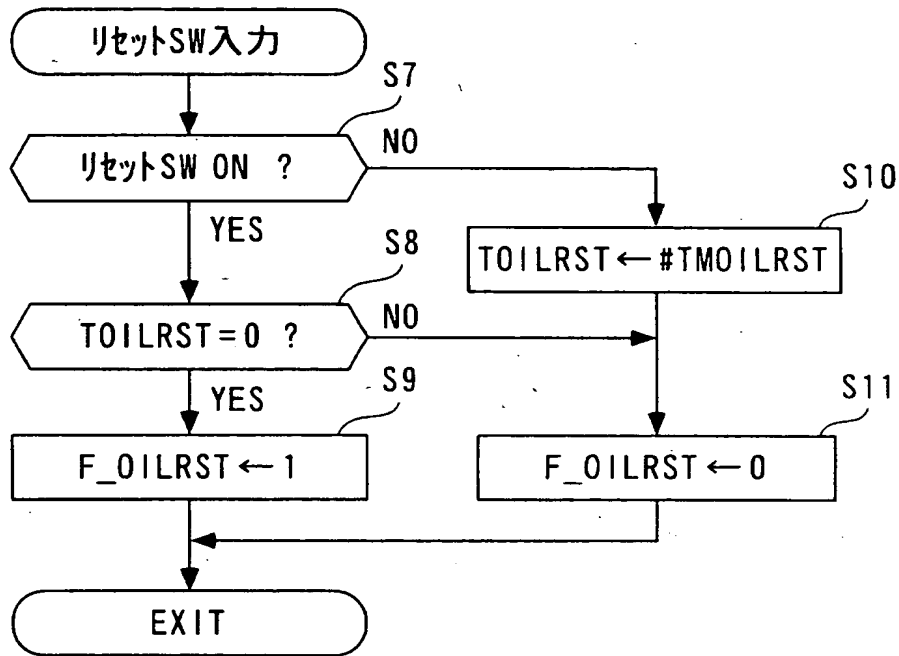 リセットSW入力
S7
リセットSW ON ?
NO
YES
S10
TOILRST←#TMOILRST
S8
TOILRST=0 ?
NO
YES
S9
F_OILRST←1
S11
F_OILRST←0
EXIT